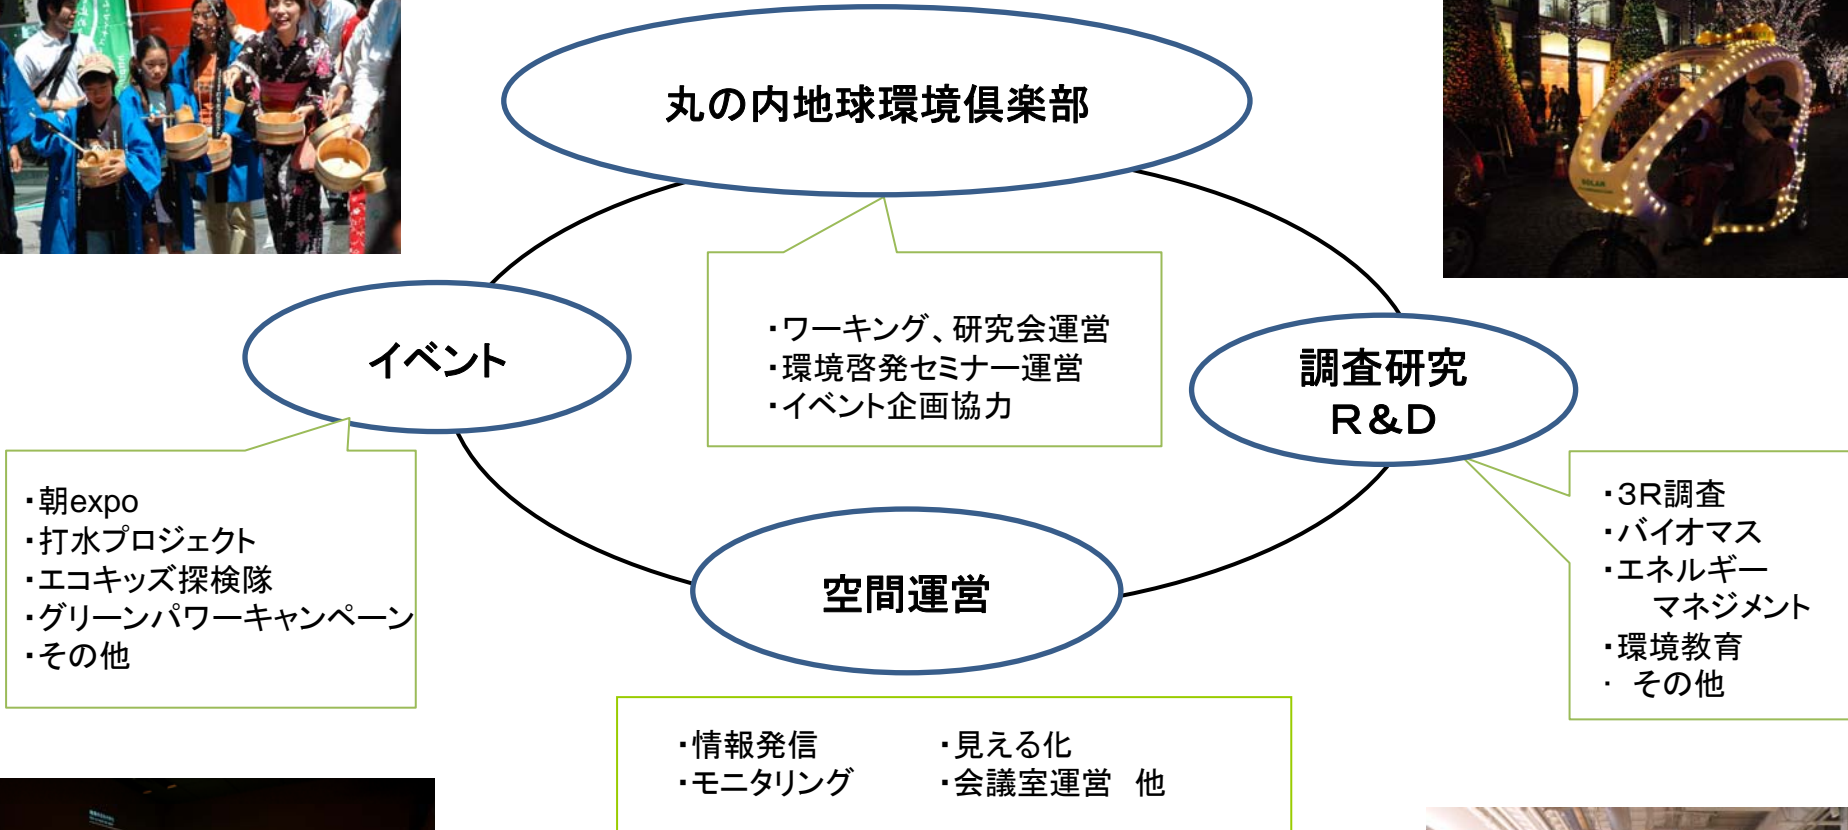 丸の内地球環境倶楽部
・ワーキング、研究会運営
・環境啓発セミナー運営
・イベント企画協力
イベント
・朝expo
・打水プロジェクト
・エコキッズ探検隊
・グリーンパワーキャンペーン
・その他
調査研究
R&D
・3R調査
・バイオマス
・エネルギー
マネジメント
・環境教育
・ その他
空間運営
・情報発信 ・見える化
・モニタリング ・会議室運営 他
SOLAR